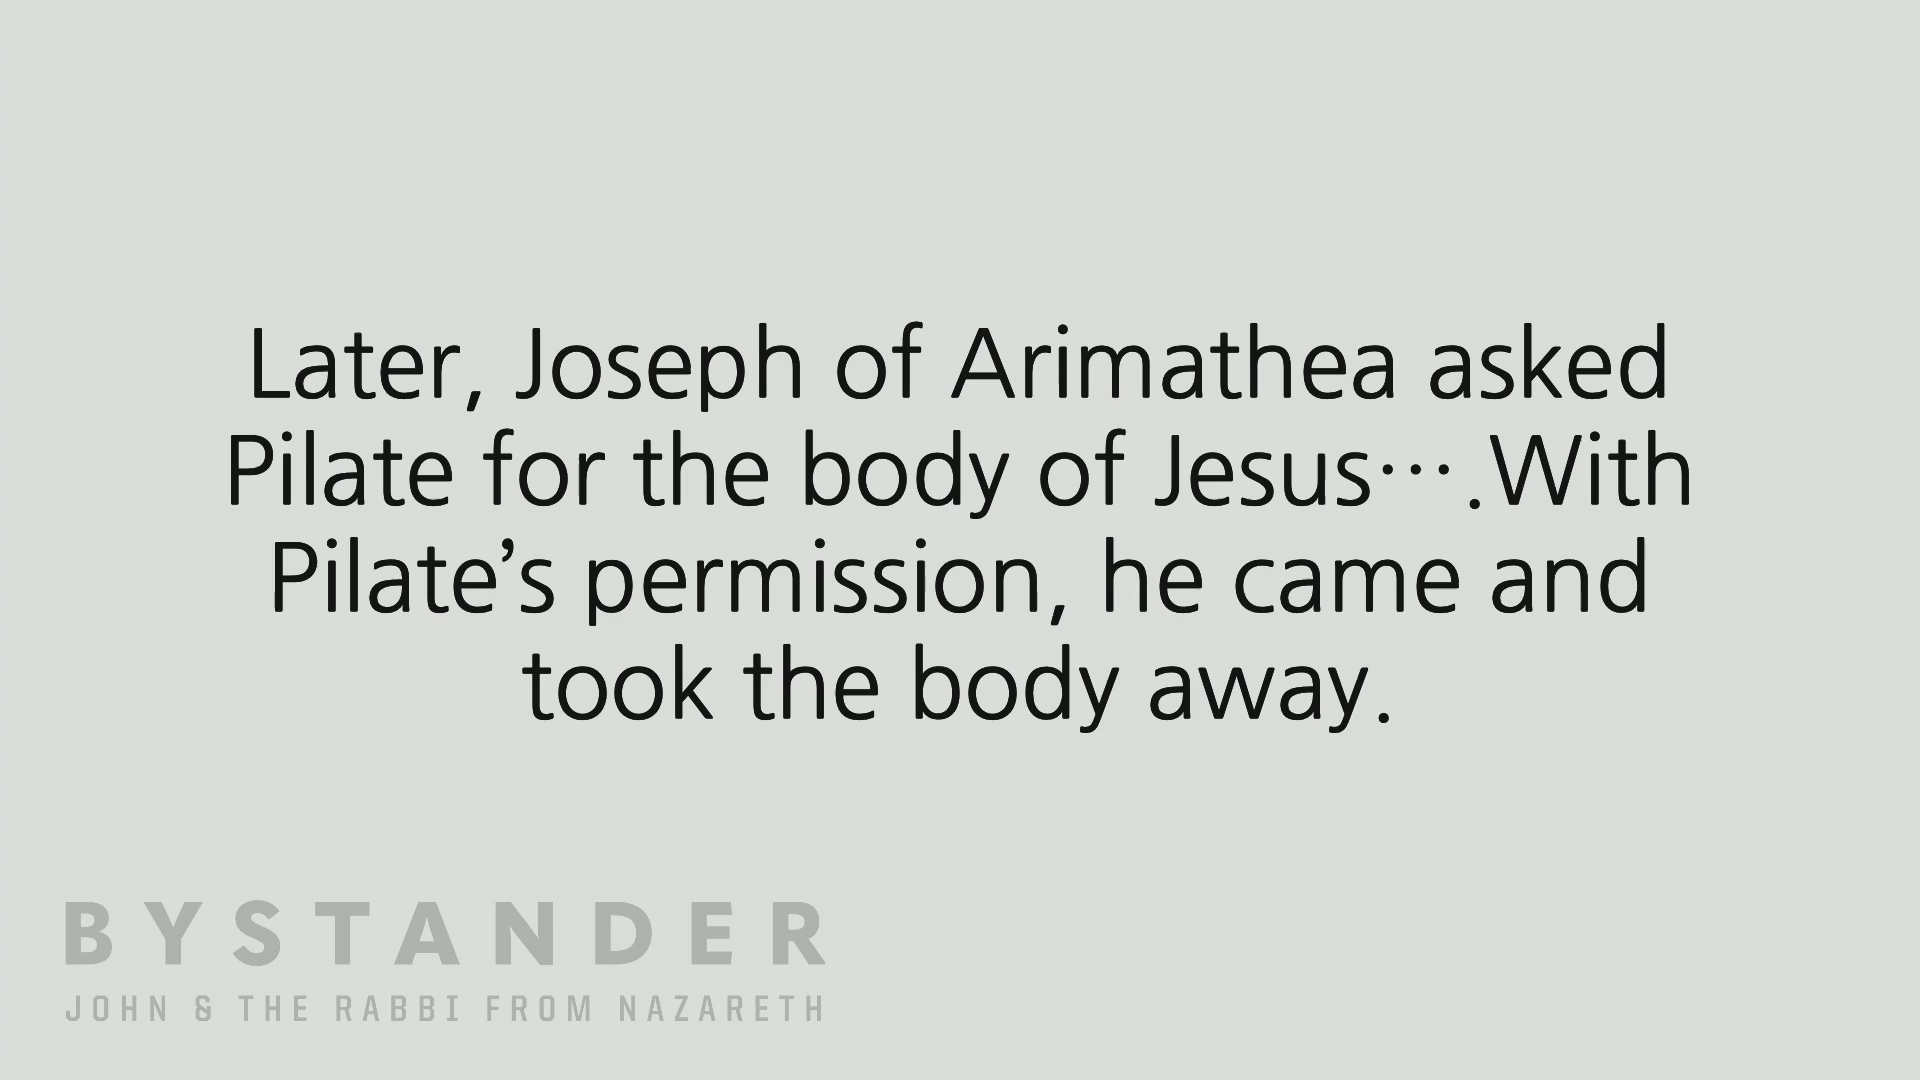 Later, Joseph of Arimathea asked
Pilate for the body of Jesus….With
Pilate’s permission, he came and
took the body away.
BYSTANDER
JOHN & THE RABBI FROM NAZARETH